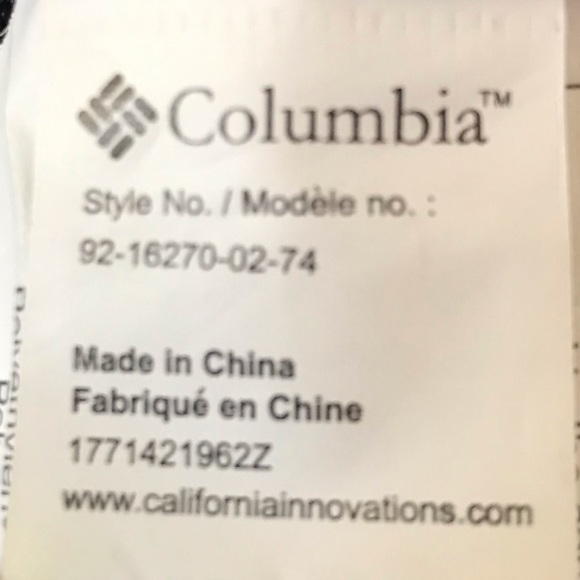 Columbia™
Style No. / Modèle no. :
92-16270-02-74
Made in China
Fabriqué en Chine
1771421962Z
www.californiainnovations.com